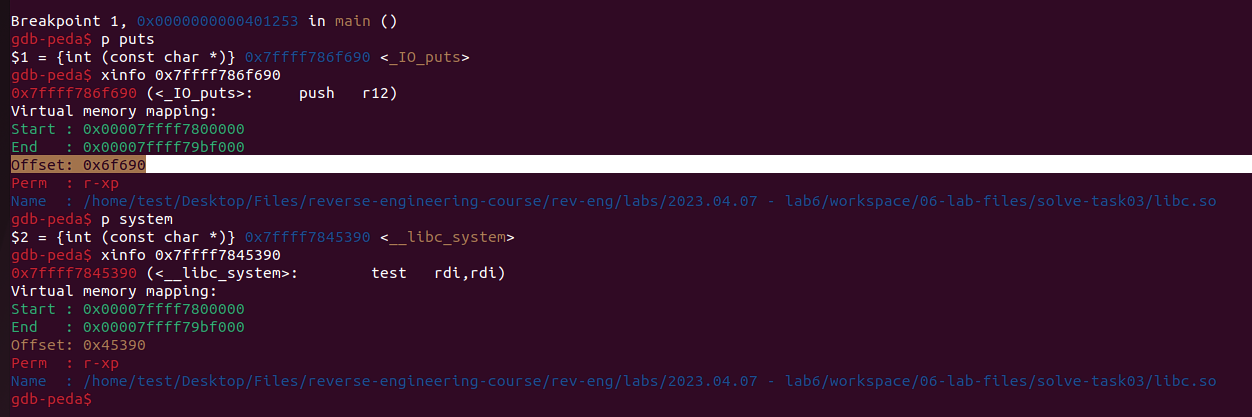 Breakpoint 1, 0x0000000000401253 in main ()
gdb-peda$ p puts
$1 = {int (const char *)} 0x7ffff786f690 <_IO_puts>
gdb-peda$ xinfo 0x7ffff786f690
0x7ffff786f690 (<_IO_puts>:     push   r12)
Virtual memory mapping:
Start : 0x00007ffff7800000
End   : 0x00007ffff79bf000
Offset: 0x6f690
Perm  : r-xp
Name  : /home/test/Desktop/Files/reverse-engineering-course/rev-eng/labs/2023.04.07 - lab6/workspace/06-lab-files/solve-task03/libc.so
gdb-peda$ p system
$2 = {int (const char *)} 0x7ffff7845390 <__libc_system>
gdb-peda$ xinfo 0x7ffff7845390
0x7ffff7845390 (<__libc_system>:        test   rdi,rdi)
Virtual memory mapping:
Start : 0x00007ffff7800000
End   : 0x00007ffff79bf000
Offset: 0x45390
Perm  : r-xp
Name  : /home/test/Desktop/Files/reverse-engineering-course/rev-eng/labs/2023.04.07 - lab6/workspace/06-lab-files/solve-task03/libc.so
gdb-peda$